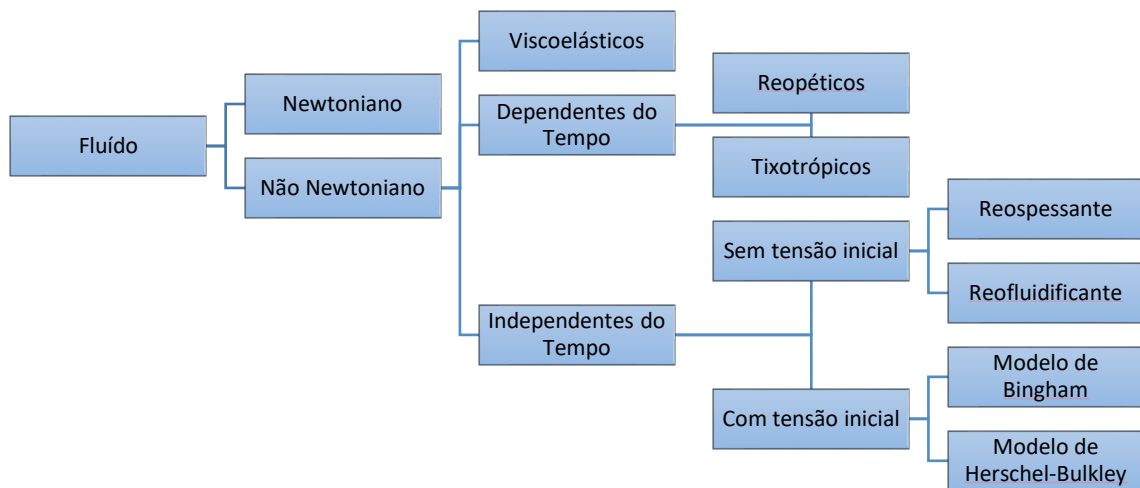 Fluído
Newtoniano
Não Newtoniano
Viscoelásticos
Dependentes do
Tempo
Reopéticos
Tixotrópicos
Independentes do
Tempo
Sem tensão inicial
Reospessante
Reofluidificante
Com tensão inicial
Modelo de
Bingham
Modelo de
Herschel-Bulkley